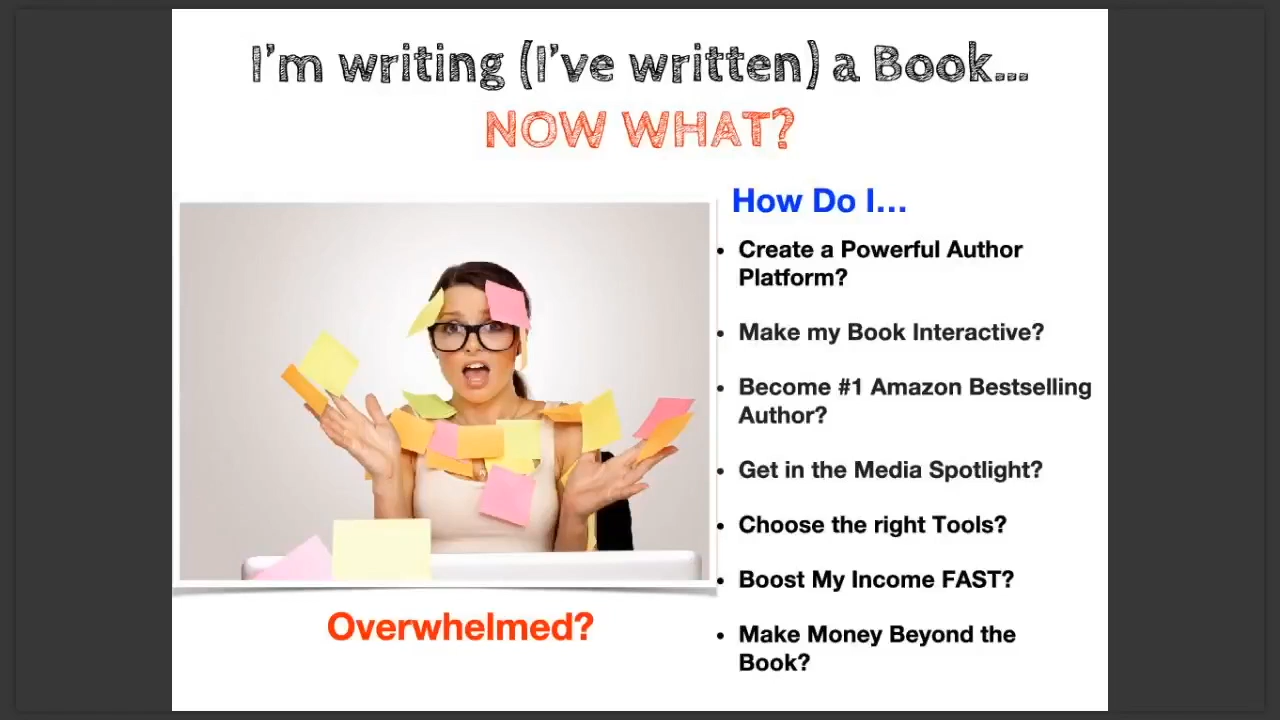 I'm writing (I've written) a Book...
NOW WHAT?
How Do I...
• Create a Powerful Author
Platform?
• Make my Book Interactive?
• Become #1 Amazon Bestselling
Author?
• Get in the Media Spotlight?
• Choose the right Tools?
• Boost My Income FAST?
• Make Money Beyond the
Book?
Overwhelmed?